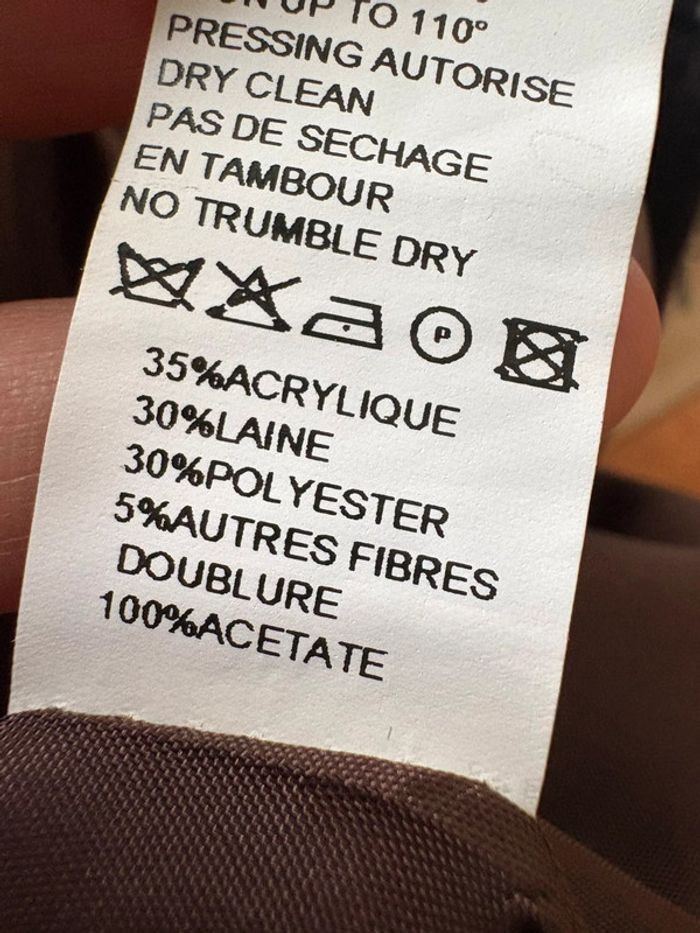 UP TO 110°
PRESSING AUTORISE
DRY CLEAN
PAS DE SECHAGE
EN TAMBOUR
NO TRUMBLE DRY
P
35%ACRYLIQUE
30%LAINE
30%POLYESTER
5%AUTRES FIBRES
DOUBLURE
100%ACETATE